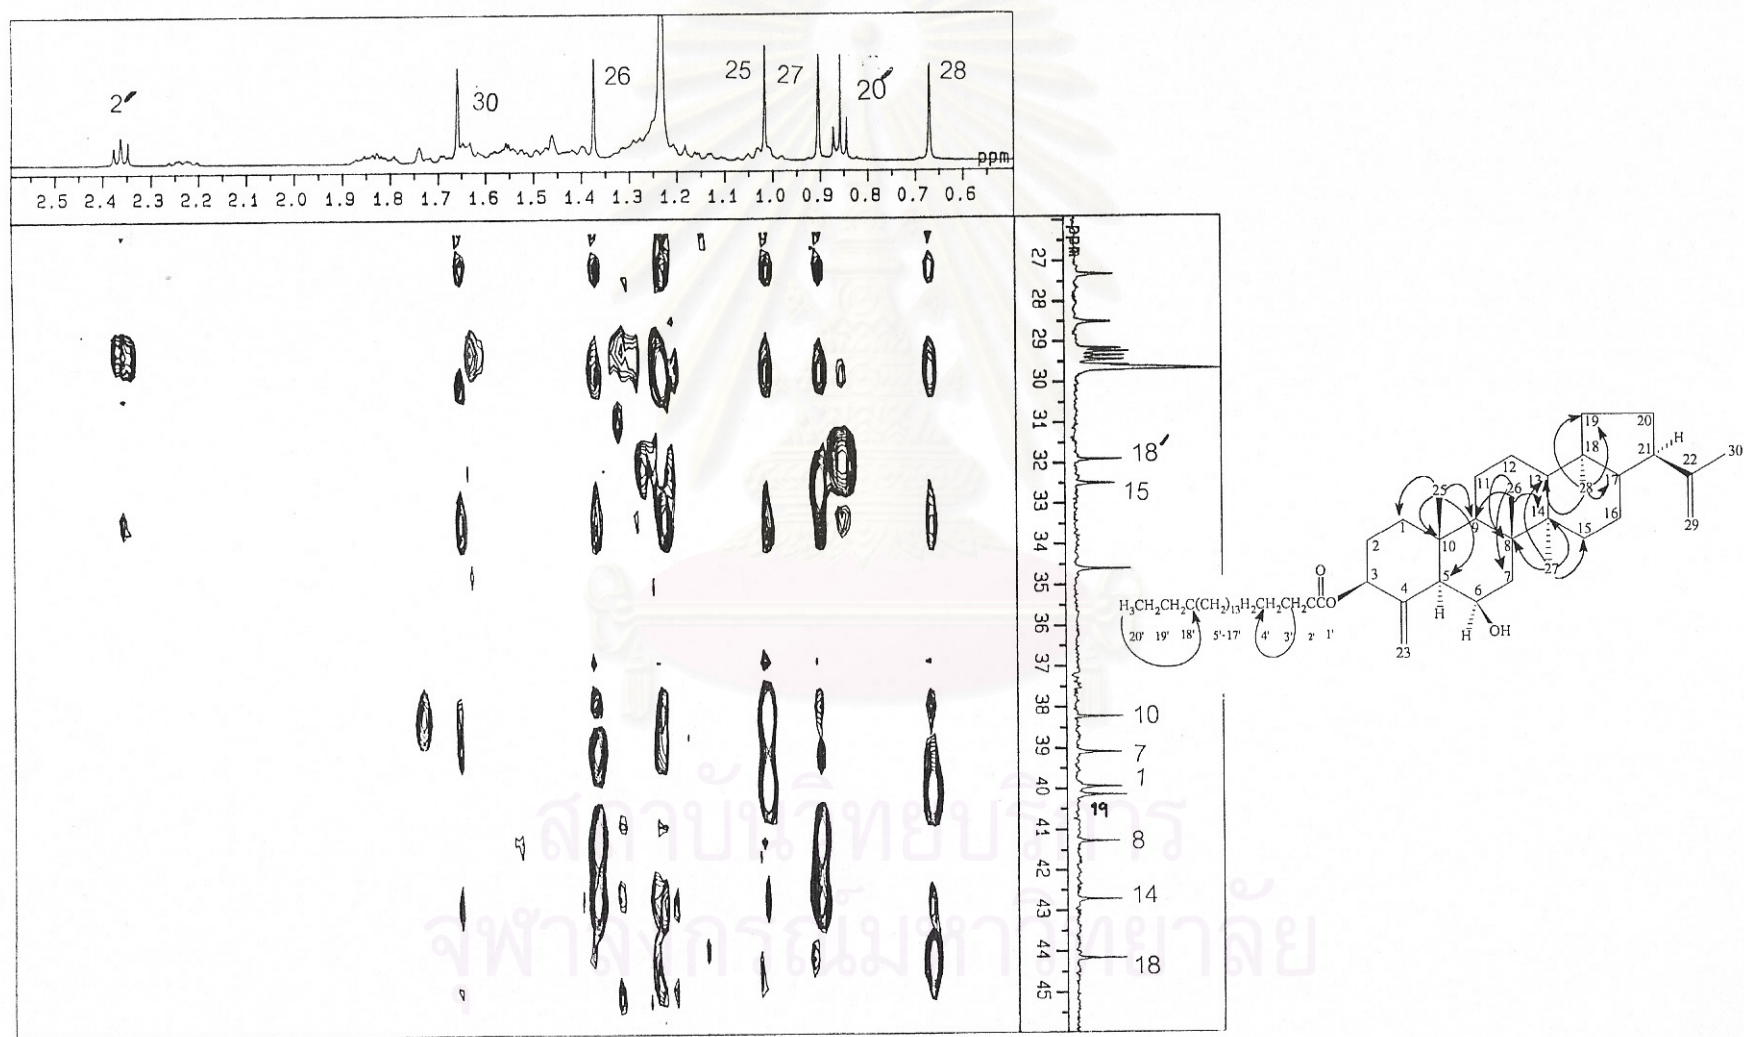 2' 30 26 25 27 20' 28
ppm
2.5 2.4 2.3 2.2 2.1 2.0 1.9 1.8 1.7 1.6 1.5 1.4 1.3 1.2 1.1 1.0 0.9 0.8 0.7 0.6
ppm
27
28
29
30
31
32
33
34
35
36
37
38
39
40
41
42
43
44
45
18'
15
10
7
1
19
8
14
18
19 20
12 18 21 H 22 30
25 11 26 13 28 17
1 9 14 16 29
2 10 8 15
3 4 5 7 27
O
H₃CH₂CH₂C(CH₂)₁₃H₂CH₂CH₂CCO
6
H
H OH
20' 19' 18' 5'-17' 4' 3' 2' 1'
23
สถาบันวิทยบริการ
จุฬาลงกรณ์มหาวิทยาลัย